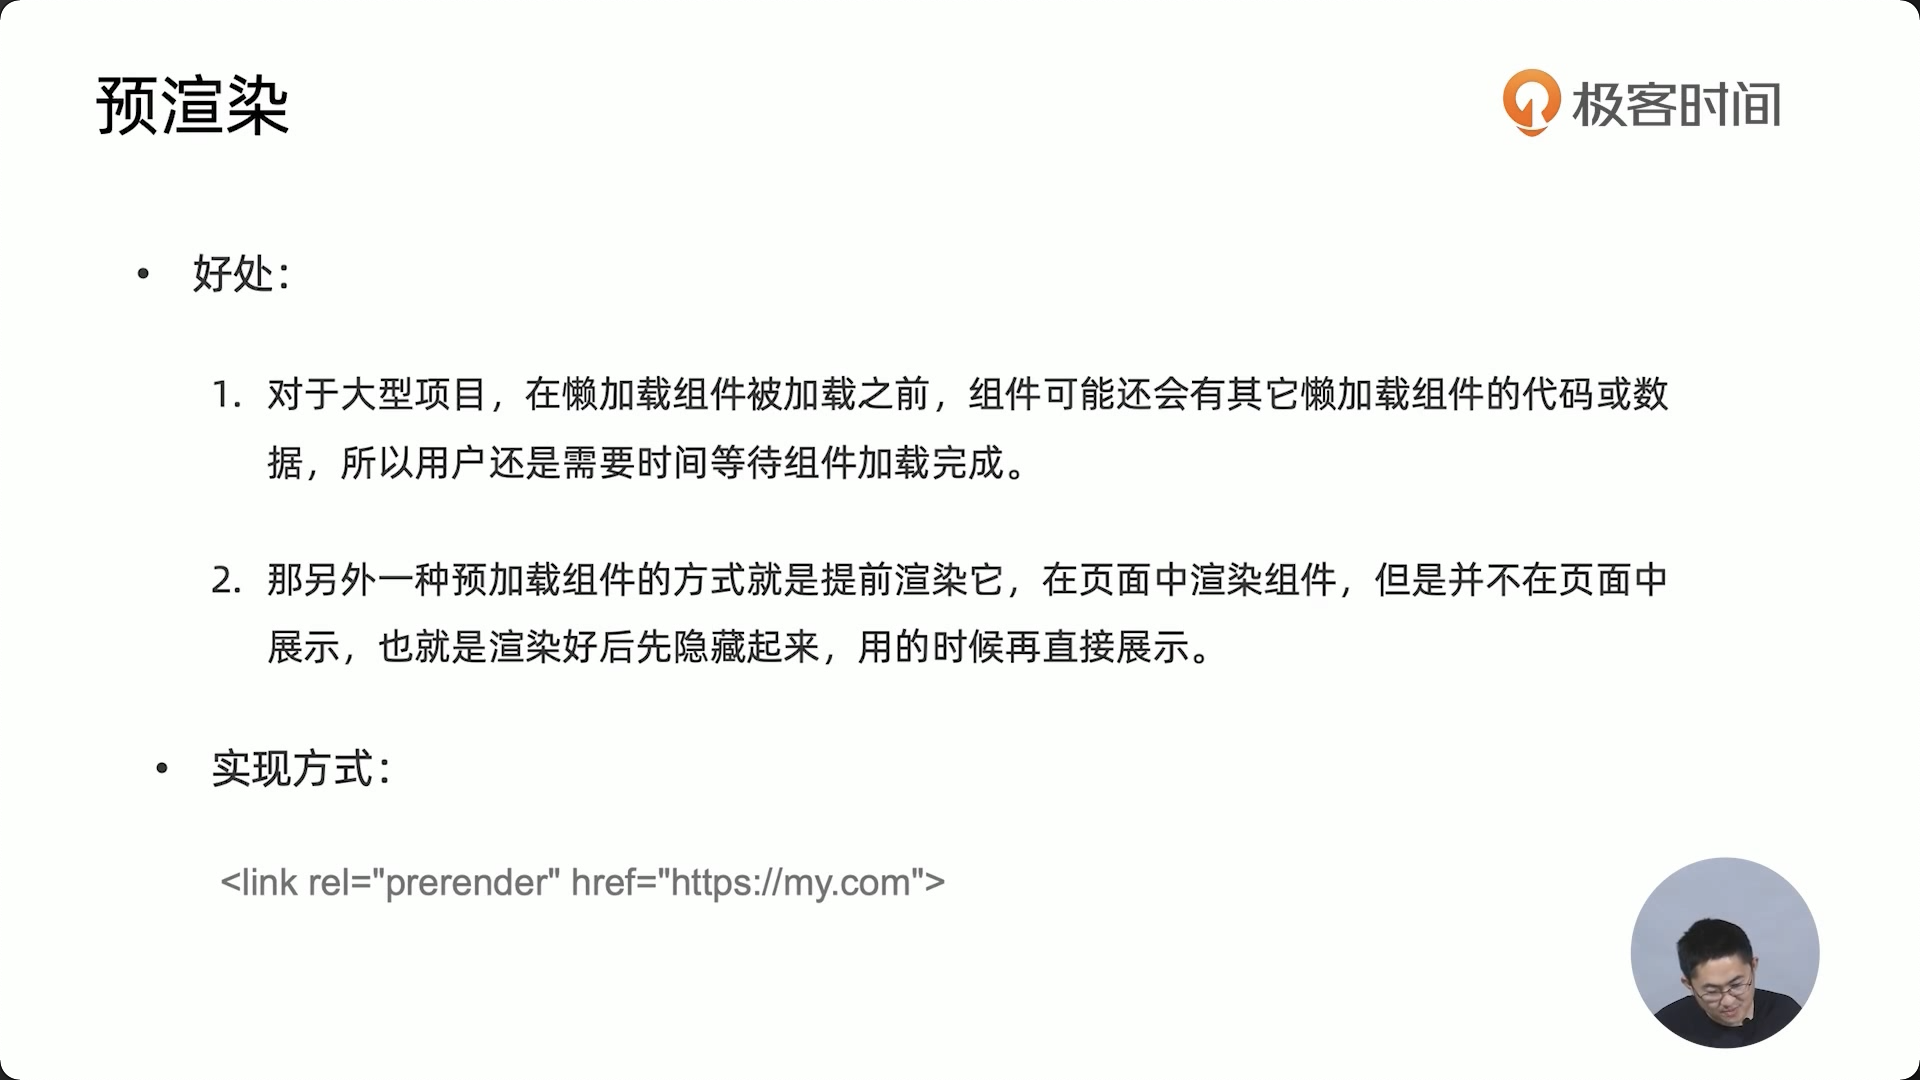 预渲染
极客时间
• 好处：
1. 对于大型项目，在懒加载组件被加载之前，组件可能还会有其它懒加载组件的代码或数
据，所以用户还是需要时间等待组件加载完成。
2. 那另外一种预加载组件的方式就是提前渲染它，在页面中渲染组件，但是并不在页面中
展示，也就是渲染好后先隐藏起来，用的时候再直接展示。
• 实现方式：
<link rel="prerender" href="https://my.com">